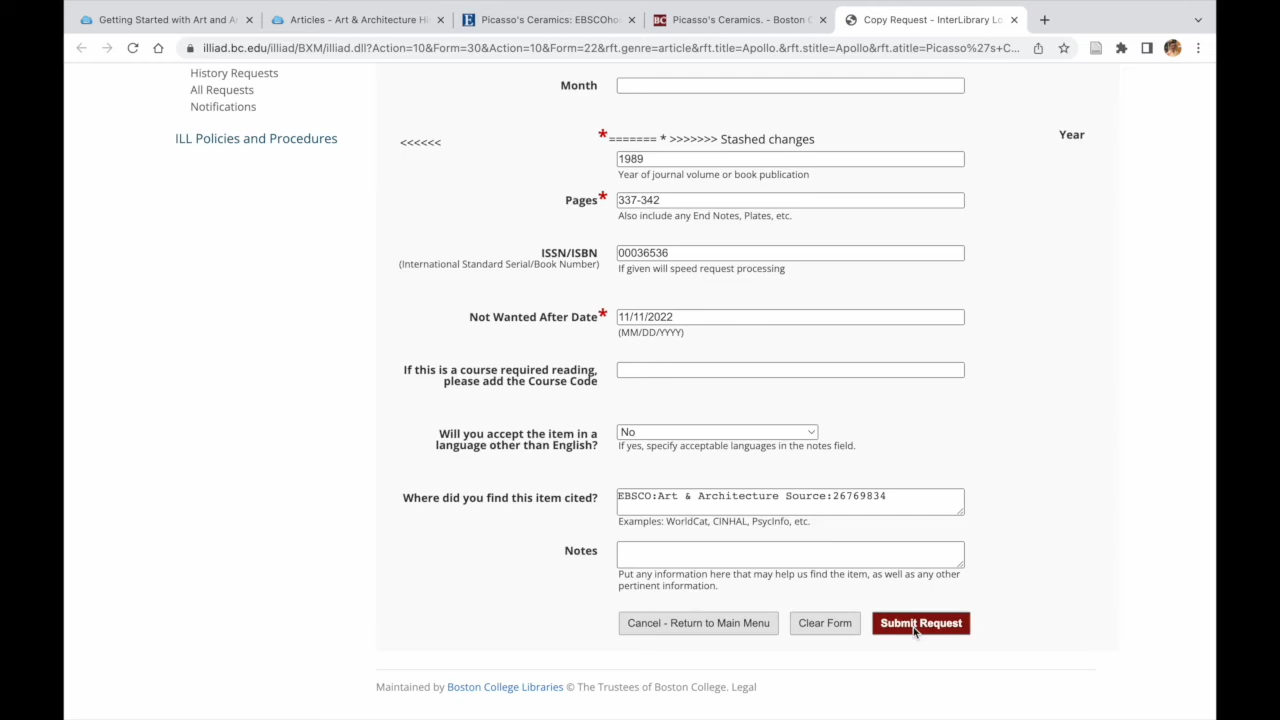 Getting Started with Art and A
Articles - Art & Architecture Hi
Picasso's Ceramics: EBSCOho
Picasso's Ceramics. - Boston C
Copy Request - InterLibrary Lo
illiad.bc.edu/illiad/BXM/illiad.dll?Action=10&Form=30&Action=10&Form=22&rft.genre=article&rft.title=Apollo.&rft.stitle=Apollo&rft.atitle=Picasso%27s+C...
History Requests
All Requests
Notifications
ILL Policies and Procedures
Month
<<<<<< * ======= * >>>>>>> Stashed changes Year
1989
Year of journal volume or book publication
Pages* 337-342
Also include any End Notes, Plates, etc.
ISSN/ISBN 00036536
(International Standard Serial/Book Number)
If given will speed request processing
Not Wanted After Date* 11/11/2022
(MM/DD/YYYY)
If this is a course required reading,
please add the Course Code
Will you accept the item in a
language other than English?
No
If yes, specify acceptable languages in the notes field.
Where did you find this item cited? EBSCO:Art & Architecture Source:26769834
Examples: WorldCat, CINHAL, PsycInfo, etc.
Notes
Put any information here that may help us find the item, as well as any other
pertinent information.
Cancel - Return to Main Menu Clear Form Submit Request
Maintained by Boston College Libraries © The Trustees of Boston College. Legal